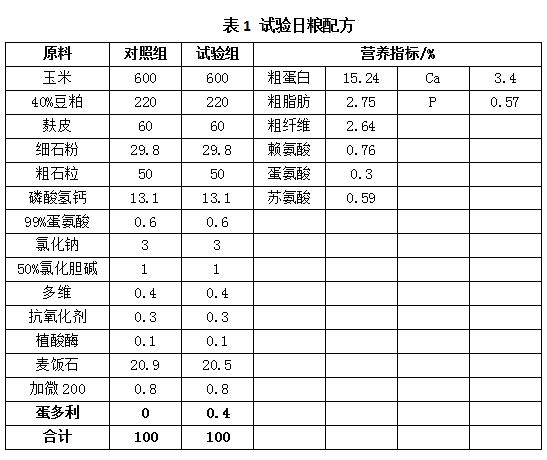 表1 试验日粮配方
原料 对照组 试验组 营养指标/%
玉米 600 600 粗蛋白 15.24 Ca 3.4
40%豆粕 220 220 粗脂肪 2.75 P 0.57
麸皮 60 60 粗纤维 2.64
细石粉 29.8 29.8 赖氨酸 0.76
粗石粒 50 50 蛋氨酸 0.3
磷酸氢钙 13.1 13.1 苏氨酸 0.59
99%蛋氨酸 0.6 0.6
氯化钠 3 3
50%氯化胆碱 1 1
多维 0.4 0.4
抗氧化剂 0.3 0.3
植酸酶 0.1 0.1
麦饭石 20.9 20.5
加微200 0.8 0.8
蛋多利 0 0.4
合计 100 100